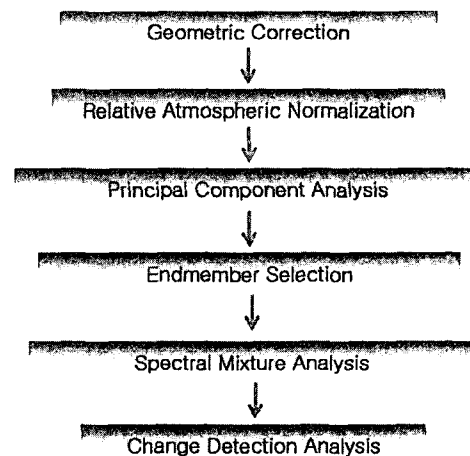 Geometric Correction
Relative Atmospheric Normalization
Principal Component Analysis
Endmember Selection
Spectral Mixture Analysis
Change Detection Analysis